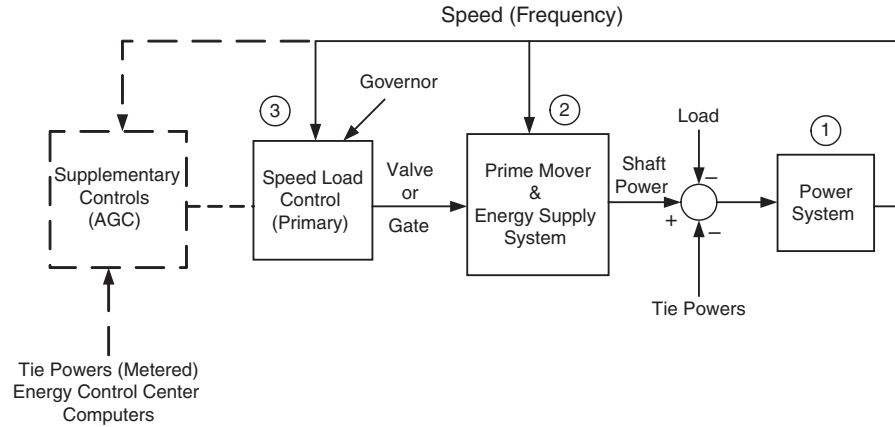 Speed (Frequency)
Governor
3
2
1
Load
Supplementary
Controls
(AGC)
Speed Load
Control
(Primary)
Valve
or
Gate
Prime Mover
&
Energy Supply
System
Shaft
Power
+
–
–
Power
System
Tie Powers
Tie Powers (Metered)
Energy Control Center
Computers